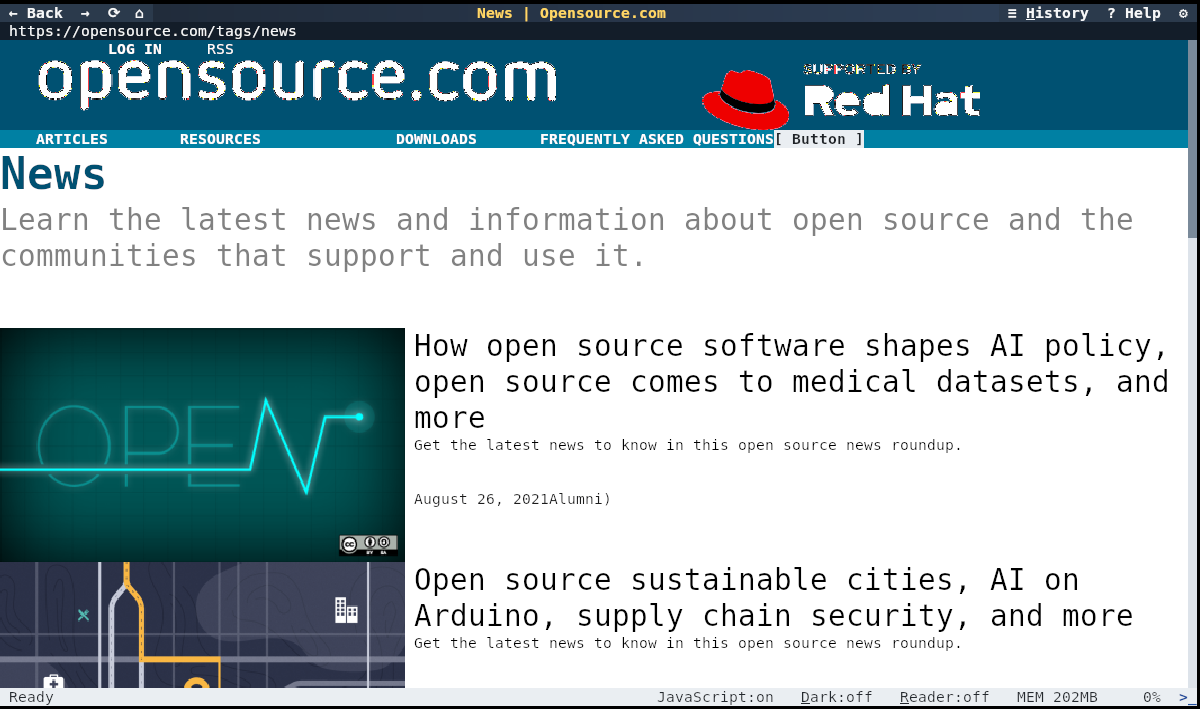 ← Back → ⟳ ⌂ News | Opensource.com ≡ History ? Help ⚙
https://opensource.com/tags/news
LOG IN RSS
opensource.com
SUPPORTED BY
Red Hat
ARTICLES RESOURCES DOWNLOADS FREQUENTLY ASKED QUESTIONS [ Button ]
News
Learn the latest news and information about open source and the
communities that support and use it.
OPEN
How open source software shapes AI policy,
open source comes to medical datasets, and
more
Get the latest news to know in this open source news roundup.
August 26, 2021Alumni)
cc BY SA
Open source sustainable cities, AI on
Arduino, supply chain security, and more
Get the latest news to know in this open source news roundup.
Ready JavaScript:on Dark:off Reader:off MEM 202MB 0% >_